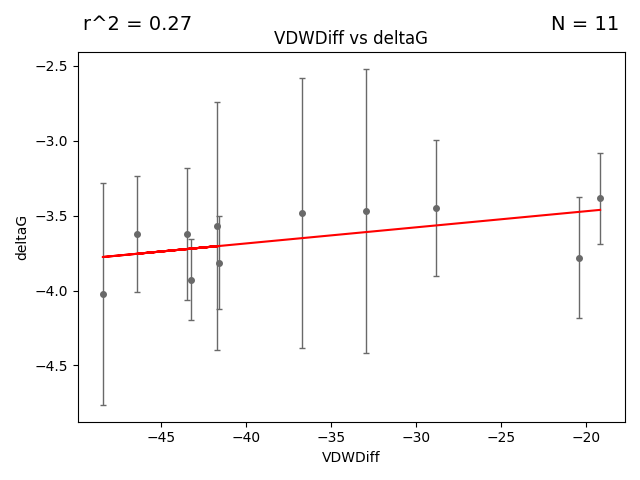 r^2 = 0.27
N = 11
VDWDiff vs deltaG
−2.5
−3.0
−3.5
−4.0
−4.5
deltaG
−45
−40
−35
−30
−25
−20
VDWDiff